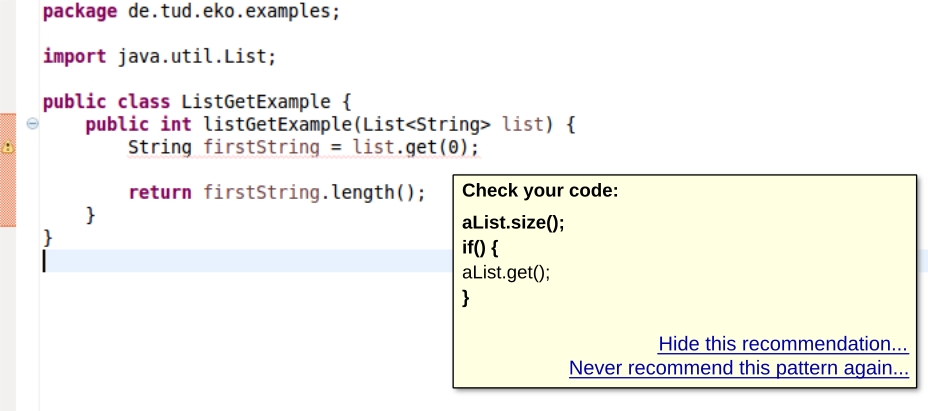 package de.tud.eko.examples;
import java.util.List;
public class ListGetExample {
public int listGetExample(List<String> list) {
String firstString = list.get(0);
return firstString.length();
}
}
Check your code:
aList.size();
if() {
aList.get();
}
Hide this recommendation...
Never recommend this pattern again...